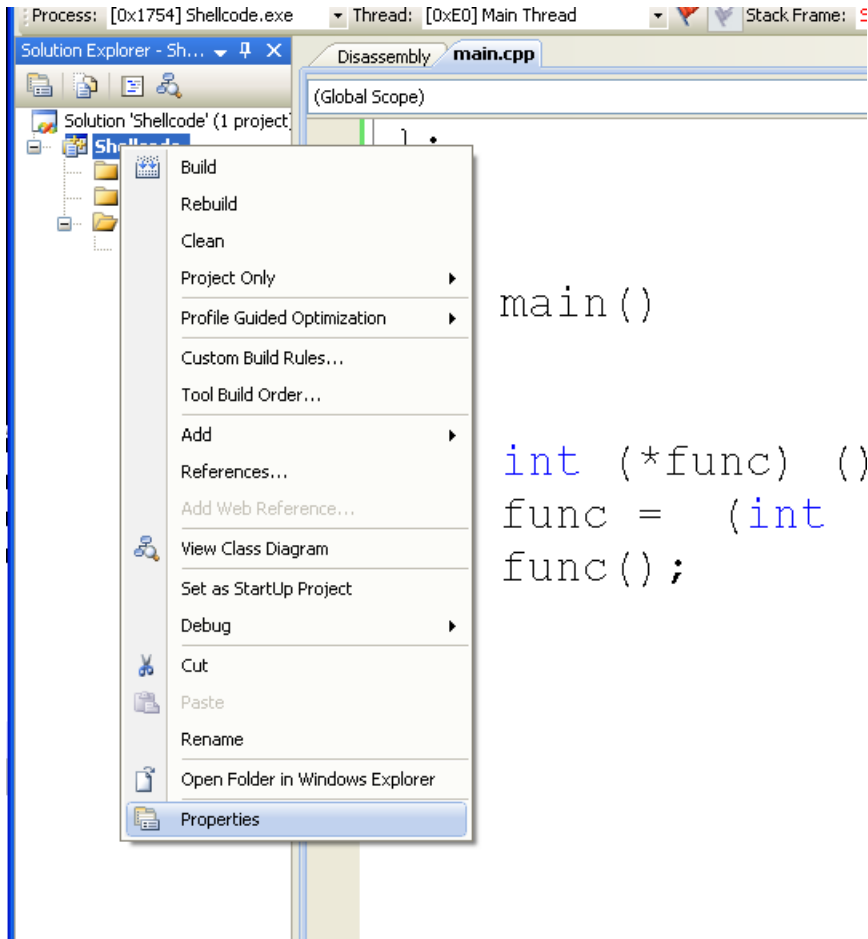 Process: [0x1754] Shellcode.exe Thread: [0xE0] Main Thread Stack Frame:
Solution Explorer - Sh...
Disassembly main.cpp
(Global Scope)
Solution 'Shellcode' (1 project)
};
Build
Rebuild
Clean
Project Only
main()
Profile Guided Optimization
Custom Build Rules...
Tool Build Order...
Add
int (*func) ()
References...
func = (int
Add Web Reference...
View Class Diagram
func();
Set as StartUp Project
Debug
Cut
Paste
Rename
Open Folder in Windows Explorer
Properties